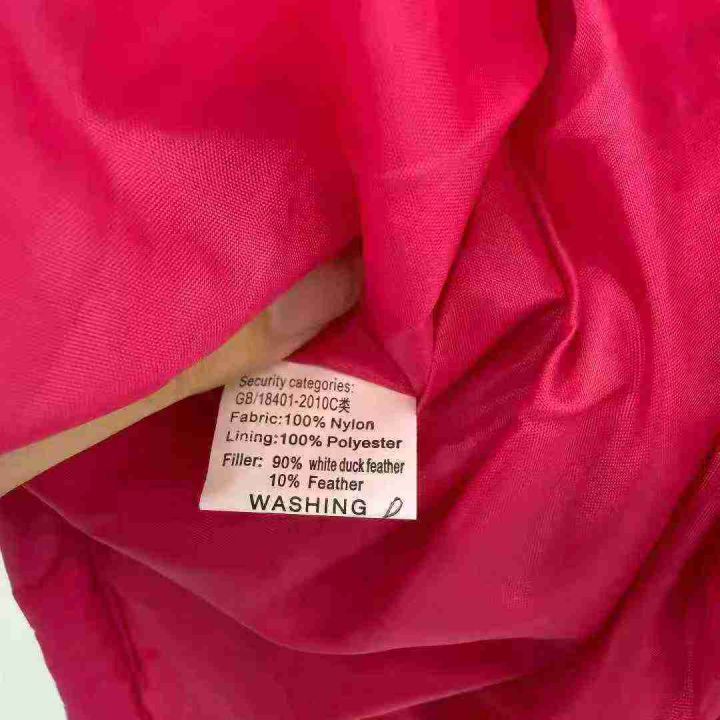 Security categories:
GB/18401-2010C类
Fabric:100% Nylon
Lining:100% Polyester
Filler: 90% white duck feather
10% Feather
WASHING